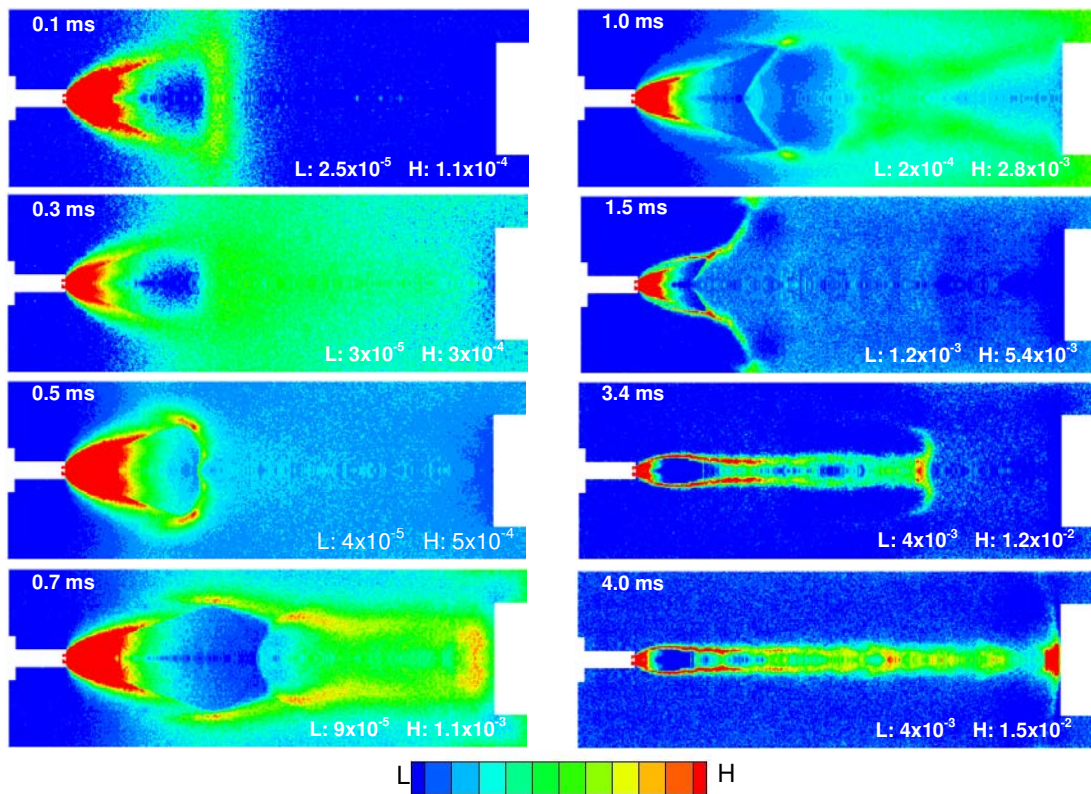 0.1 ms
L: 2.5x10⁻⁵ H: 1.1x10⁻⁴
0.3 ms
L: 3x10⁻⁵ H: 3x10⁻⁴
0.5 ms
L: 4x10⁻⁵ H: 5x10⁻⁴
0.7 ms
L: 9x10⁻⁵ H: 1.1x10⁻³
1.0 ms
L: 2x10⁻⁴ H: 2.8x10⁻³
1.5 ms
L: 1.2x10⁻³ H: 5.4x10⁻³
3.4 ms
L: 4x10⁻³ H: 1.2x10⁻²
4.0 ms
L: 4x10⁻³ H: 1.5x10⁻²
L H